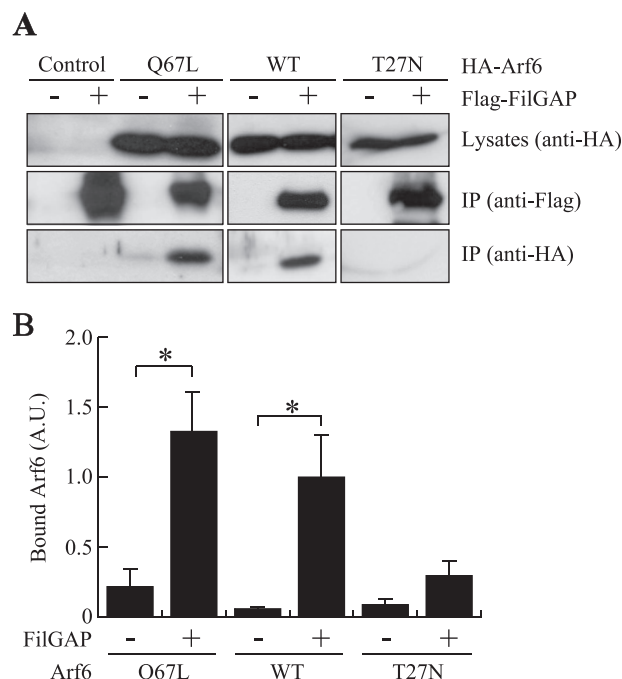 A
Control Q67L WT T27N HA-Arf6
- + - + - + - + Flag-FilGAP
Lysates (anti-HA)
IP (anti-Flag)
IP (anti-HA)
B
2.0
1.5
1.0
0.5
0
Bound Arf6 (A.U.)
* *
FilGAP - + - + - +
Arf6 Q67L WT T27N